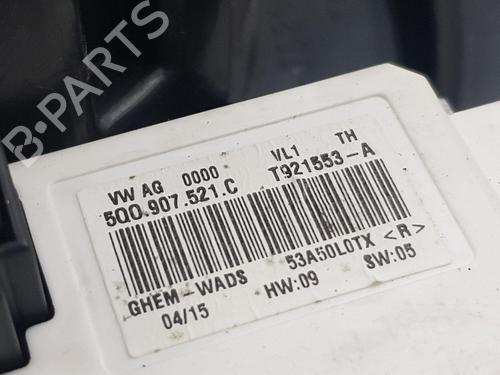 B-PARTS
VW AG 0000 VL1 TH
5Q0.907.521.C T921553-A
GHEM-WADS 53A50L0TX <R>
04/15 HW:09 SW:05